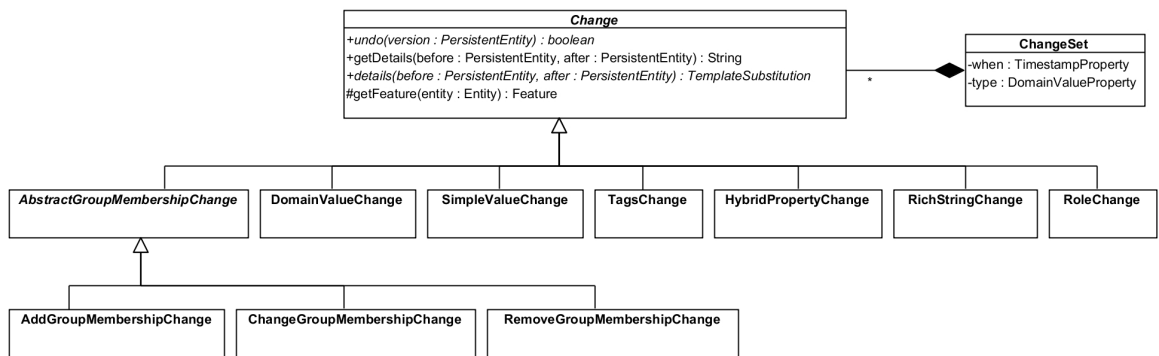 Change
+undo(version : PersistentEntity) : boolean
+getDetails(before : PersistentEntity, after : PersistentEntity) : String
+details(before : PersistentEntity, after : PersistentEntity) : TemplateSubstitution
#getFeature(entity : Entity) : Feature
*
ChangeSet
-when : TimestampProperty
-type : DomainValueProperty
AbstractGroupMembershipChange
DomainValueChange
SimpleValueChange
TagsChange
HybridPropertyChange
RichStringChange
RoleChange
AddGroupMembershipChange
ChangeGroupMembershipChange
RemoveGroupMembershipChange